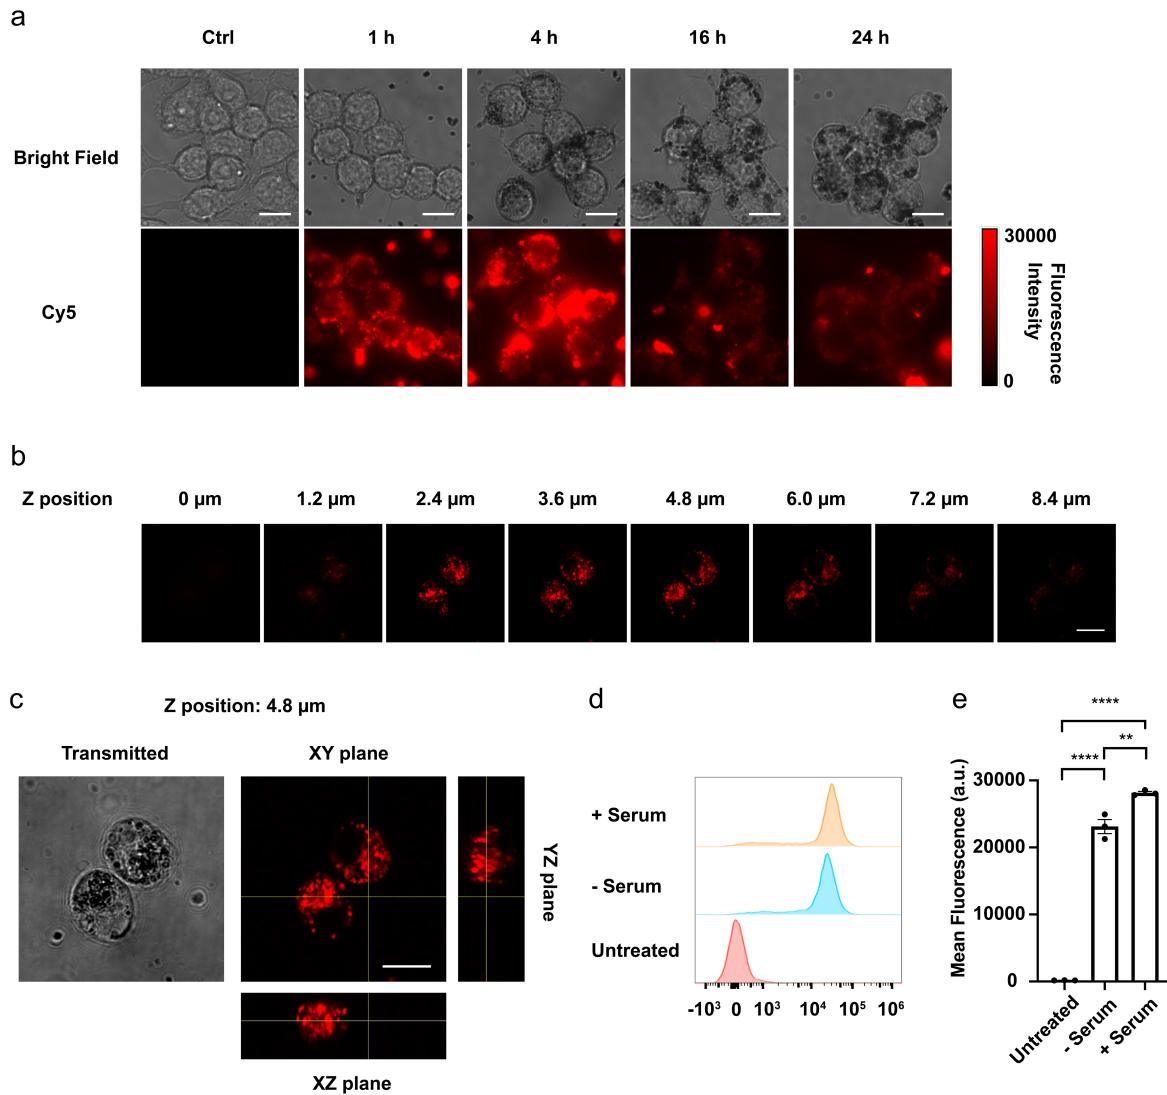 a
Ctrl 1 h 4 h 16 h 24 h
Bright Field
Cy5
30000
0
Fluorescence
Intensity
b
Z position 0 µm 1.2 µm 2.4 µm 3.6 µm 4.8 µm 6.0 µm 7.2 µm 8.4 µm
c
Z position: 4.8 µm
Transmitted XY plane
YZ plane
XZ plane
d
+ Serum
- Serum
Untreated
-10³ 0 10³ 10⁴ 10⁵ 10⁶
e
****
**
****
Mean Fluorescence (a.u.)
30000
20000
10000
0
Untreated
- Serum
+ Serum